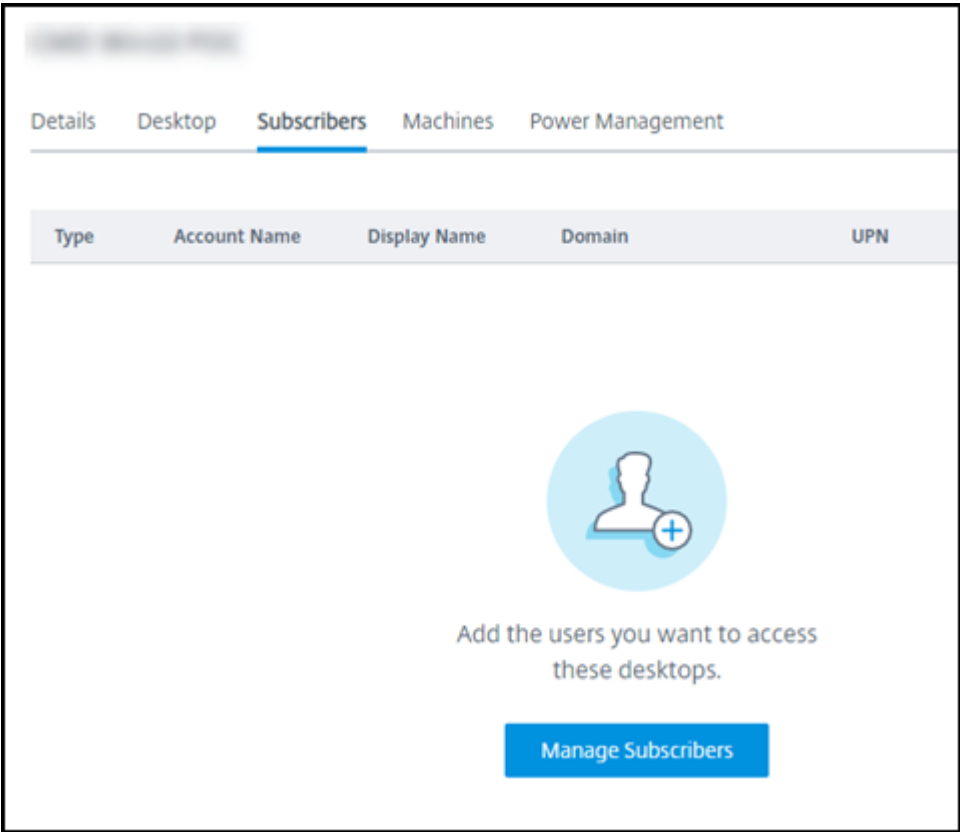 Details Desktop Subscribers Machines Power Management
Type Account Name Display Name Domain UPN
Add the users you want to access
these desktops.
Manage Subscribers